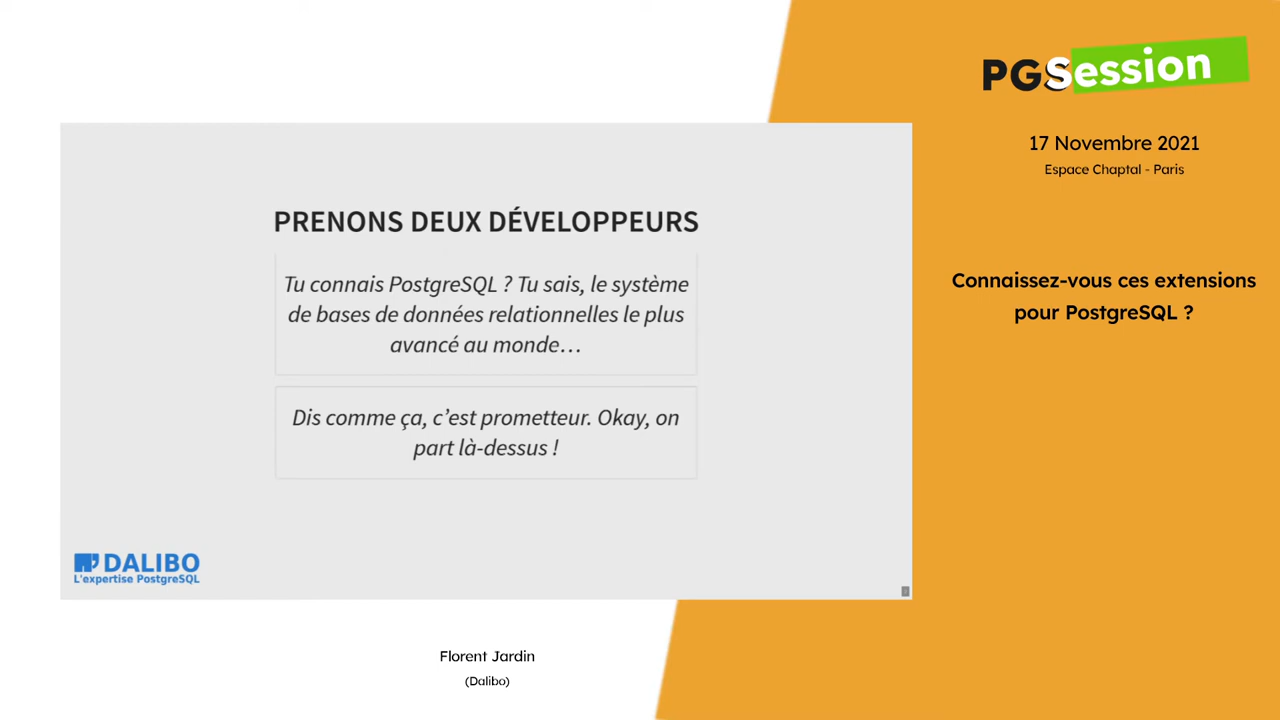 PGSession
17 Novembre 2021
Espace Chaptal - Paris
Connaissez-vous ces extensions
pour PostgreSQL ?
PRENONS DEUX DÉVELOPPEURS
Tu connais PostgreSQL ? Tu sais, le système
de bases de données relationnelles le plus
avancé au monde…
Dis comme ça, c’est prometteur. Okay, on
part là-dessus !
DALIBO
L'expertise PostgreSQL
Florent Jardin
(Dalibo)